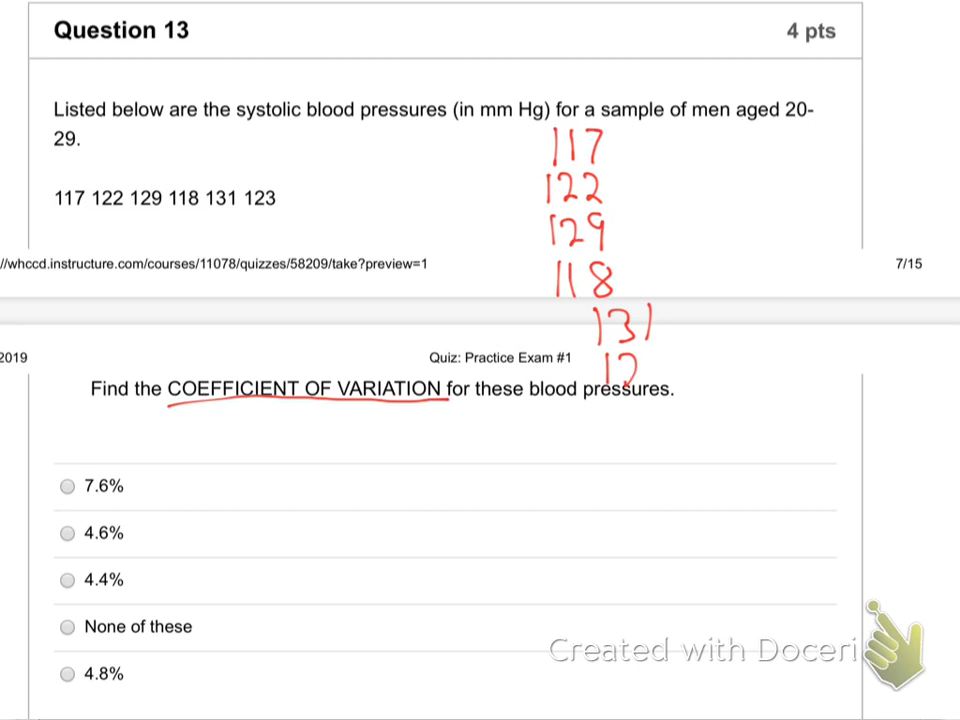 Question 13
4 pts
Listed below are the systolic blood pressures (in mm Hg) for a sample of men aged 20-
29.
117
122
117 122 129 118 131 123
129
//whccd.instructure.com/courses/11078/quizzes/58209/take?preview=1
7/15
118
131
2019
Quiz: Practice Exam #1
12
Find the COEFFICIENT OF VARIATION for these blood pressures.
7.6%
4.6%
4.4%
None of these
Created with Doceri
4.8%